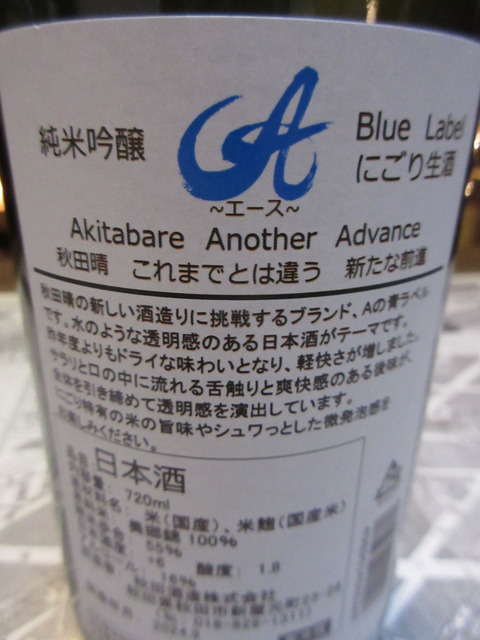 純米吟醸
A
Blue Label
にごり生酒
~エース~
Akitabare Another Advance
秋田晴 これまでとは違う 新たな前進
秋田晴の新しい酒造りに挑戦するブランド、Aの青ラベル
です。水のような透明感のある日本酒がテーマです。
昨年度よりもドライな味わいとなり、軽快さが増しました。
サラリと口の中に流れる舌触りと爽快感のある後味が、
全体を引き締めて透明感を演出しています。
にごり特有の米の旨味やシュワっとした微発泡感を
お楽しみください。
日本酒
内容量: 720ml
原材料名: 米(国産)、米麹(国産米)
美郷錦 100%
55%
+6 酸度: 1.8
16%
秋田酒造株式会社